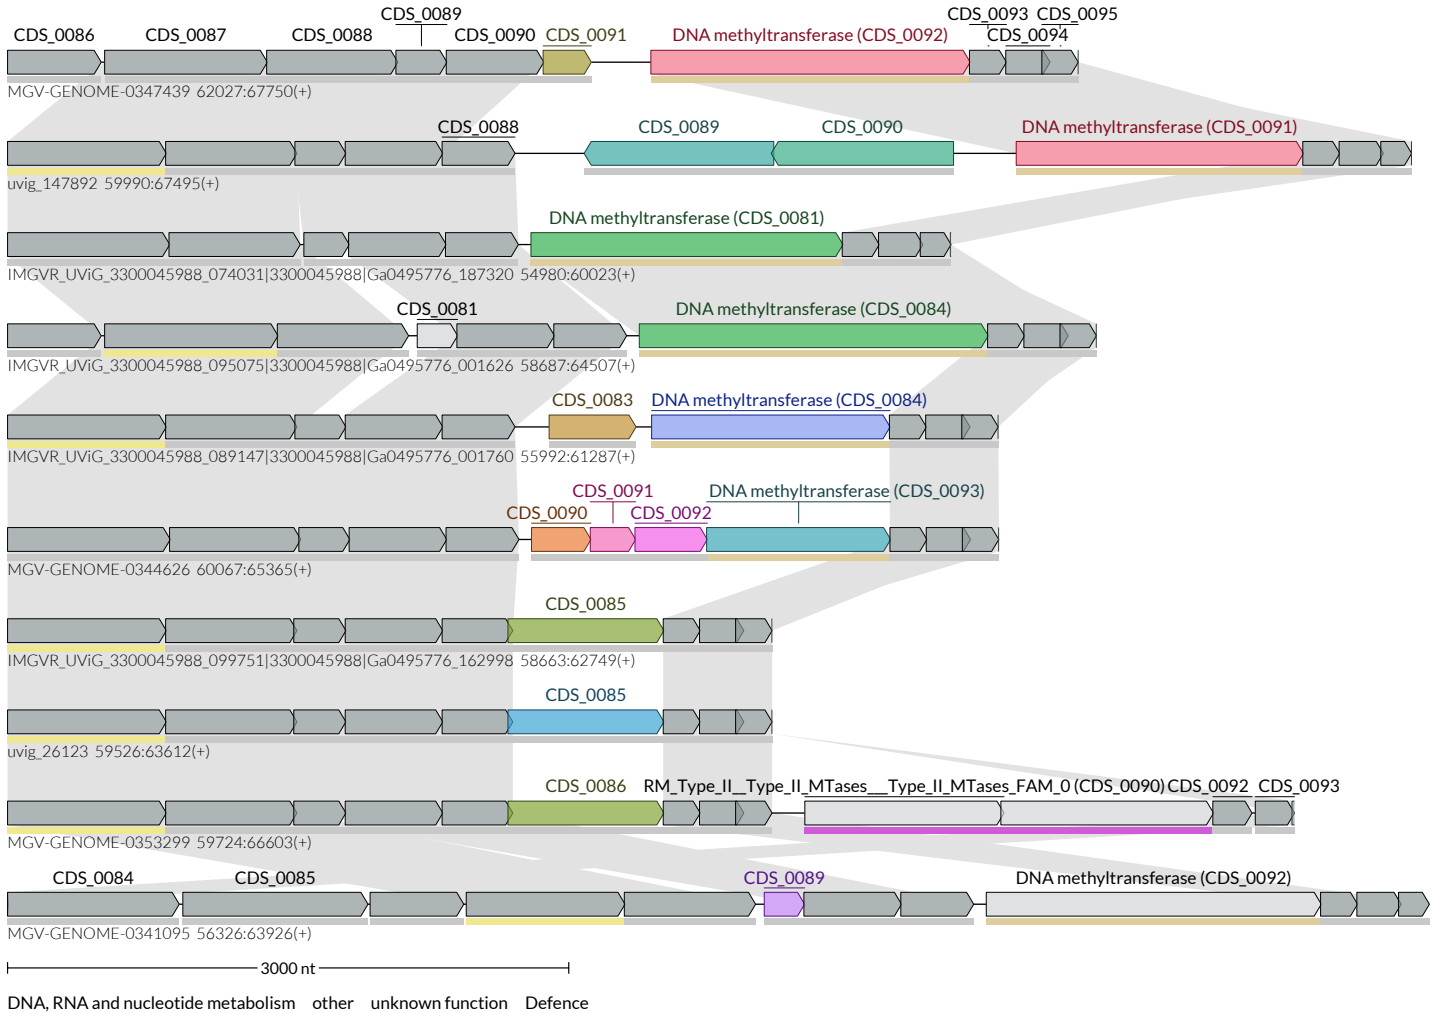 CDS_0089 CDS_0093 CDS_0095
CDS_0086 CDS_0087 CDS_0088 CDS_0090 CDS_0091 DNA methyltransferase (CDS_0092) CDS_0094
MGV-GENOME-0347439 62027:67750(+)
CDS_0088 CDS_0089 CDS_0090 DNA methyltransferase (CDS_0091)
uvig_147892 59990:67495(+)
DNA methyltransferase (CDS_0081)
IMGVR_UViG_3300045988_074031|3300045988|Ga0495776_187320 54980:60023(+)
CDS_0081 DNA methyltransferase (CDS_0084)
IMGVR_UViG_3300045988_095075|3300045988|Ga0495776_001626 58687:64507(+)
CDS_0083 DNA methyltransferase (CDS_0084)
IMGVR_UViG_3300045988_089147|3300045988|Ga0495776_001760 55992:61287(+)
CDS_0091 DNA methyltransferase (CDS_0093)
CDS_0090 CDS_0092
MGV-GENOME-0344626 60067:65365(+)
CDS_0085
IMGVR_UViG_3300045988_099751|3300045988|Ga0495776_162998 58663:62749(+)
CDS_0085
uvig_26123 59526:63612(+)
CDS_0086 RM_Type_II__Type_II_MTases__Type_II_MTases_FAM_0 (CDS_0090) CDS_0092 CDS_0093
MGV-GENOME-0353299 59724:66603(+)
CDS_0084 CDS_0085 CDS_0089 DNA methyltransferase (CDS_0092)
MGV-GENOME-0341095 56326:63926(+)
3000 nt
DNA, RNA and nucleotide metabolism other unknown function Defence